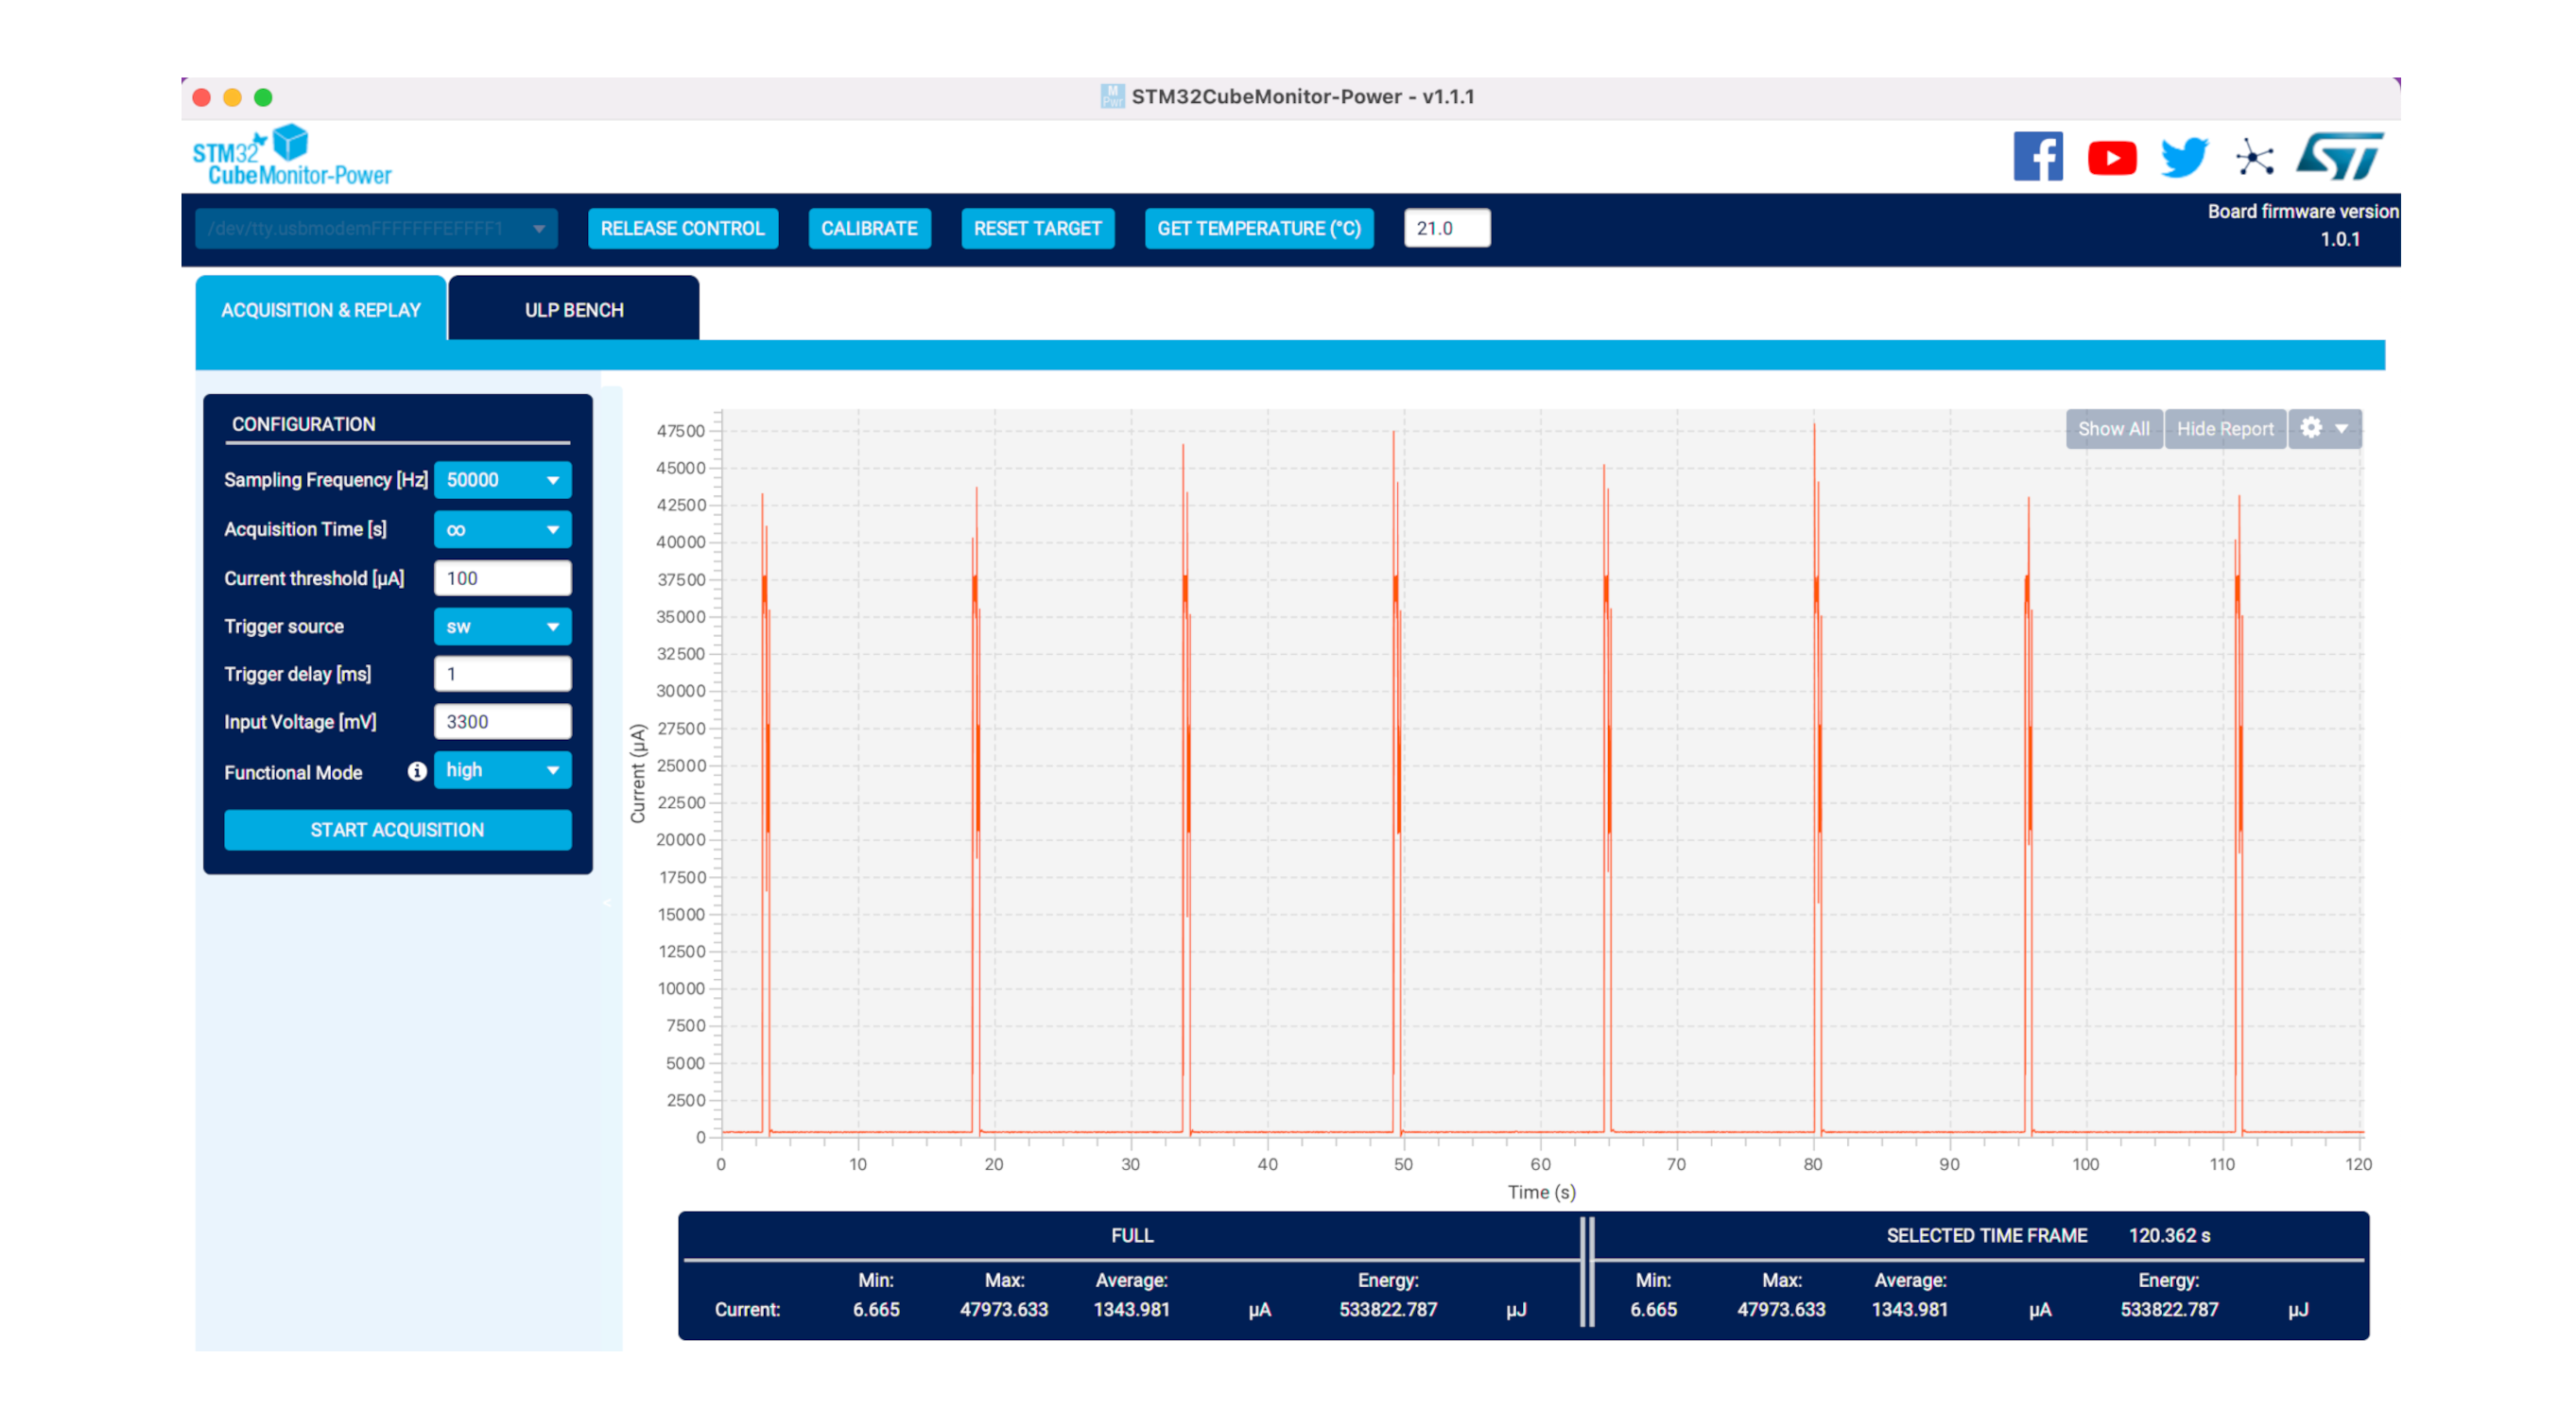 M
Pwr
STM32CubeMonitor-Power - v1.1.1
STM32
CubeMonitor-Power
/dev/tty.usbmodemFFFFFFFEFFFF1
RELEASE CONTROL
CALIBRATE
RESET TARGET
GET TEMPERATURE (°C)
21.0
Board firmware version
1.0.1
ACQUISITION & REPLAY
ULP BENCH
CONFIGURATION
Sampling Frequency [Hz] 50000
Acquisition Time [s] ∞
Current threshold [µA] 100
Trigger source sw
Trigger delay [ms] 1
Input Voltage [mV] 3300
Functional Mode i high
START ACQUISITION
<
Show All
Hide Report
Current (µA)
47500
45000
42500
40000
37500
35000
32500
30000
27500
25000
22500
20000
17500
15000
12500
10000
7500
5000
2500
0
0 10 20 30 40 50 60 70 80 90 100 110 120
Time (s)
FULL
Min: Max: Average: Energy:
Current: 6.665 47973.633 1343.981 µA 533822.787 µJ
SELECTED TIME FRAME 120.362 s
Min: Max: Average: Energy:
6.665 47973.633 1343.981 µA 533822.787 µJ